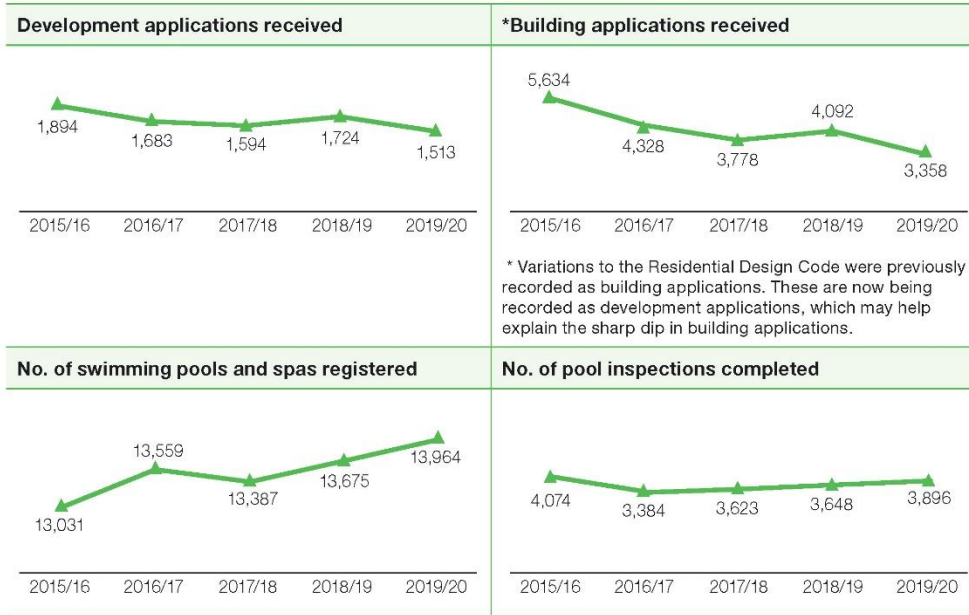 Development applications received
1,894
1,683
1,594
1,724
1,513
2015/16 2016/17 2017/18 2018/19 2019/20
*Building applications received
5,634
4,328
3,778
4,092
3,358
2015/16 2016/17 2017/18 2018/19 2019/20
* Variations to the Residential Design Code were previously
recorded as building applications. These are now being
recorded as development applications, which may help
explain the sharp dip in building applications.
No. of swimming pools and spas registered
13,031
13,559
13,387
13,675
13,964
2015/16 2016/17 2017/18 2018/19 2019/20
No. of pool inspections completed
4,074
3,384
3,623
3,648
3,896
2015/16 2016/17 2017/18 2018/19 2019/20